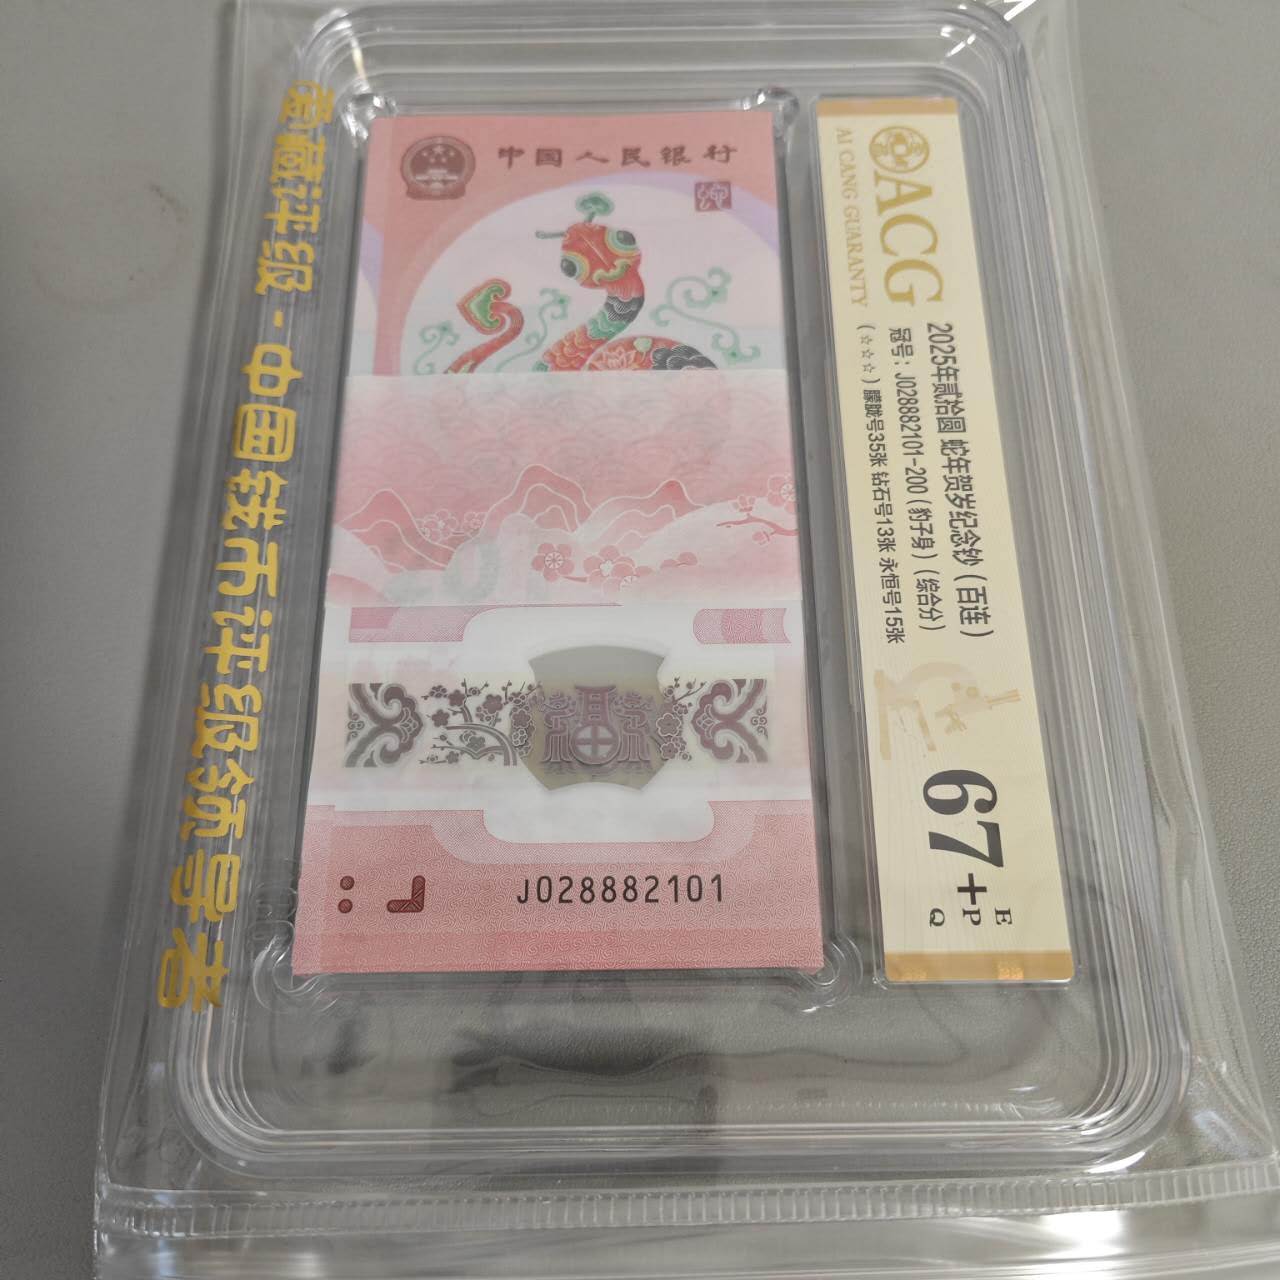 爱藏评级-中国钱币评级领导者
中国人民银行
J028882101
ACG
AI CANG GUARANTY
2025年贰拾圆 蛇年贺岁纪念钞（百连）
冠号：J028882101-200（豹子身）（综合分）
（☆☆☆）朦胧号35张 钻石号13张 永恒号15张
67+
E
P
Q